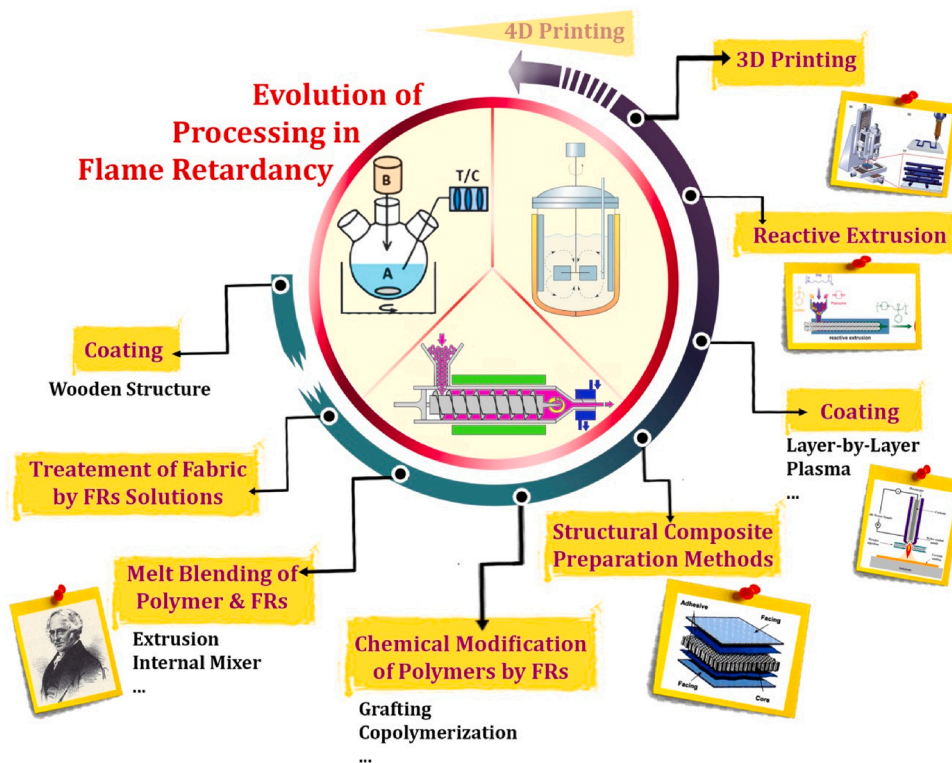 4D Printing
3D Printing
Evolution of
Processing in
Flame Retardancy
B
T/C
A
Reactive Extrusion
reactive extrusion
Coating
Wooden Structure
Coating
Layer-by-Layer
Plasma
...
Treatement of Fabric
by FRs Solutions
Structural Composite
Preparation Methods
Melt Blending of
Polymer & FRs
Extrusion
Internal Mixer
...
Adhesive
Facing
Facing
Core
Chemical Modification
of Polymers by FRs
Grafting
Copolymerization
...